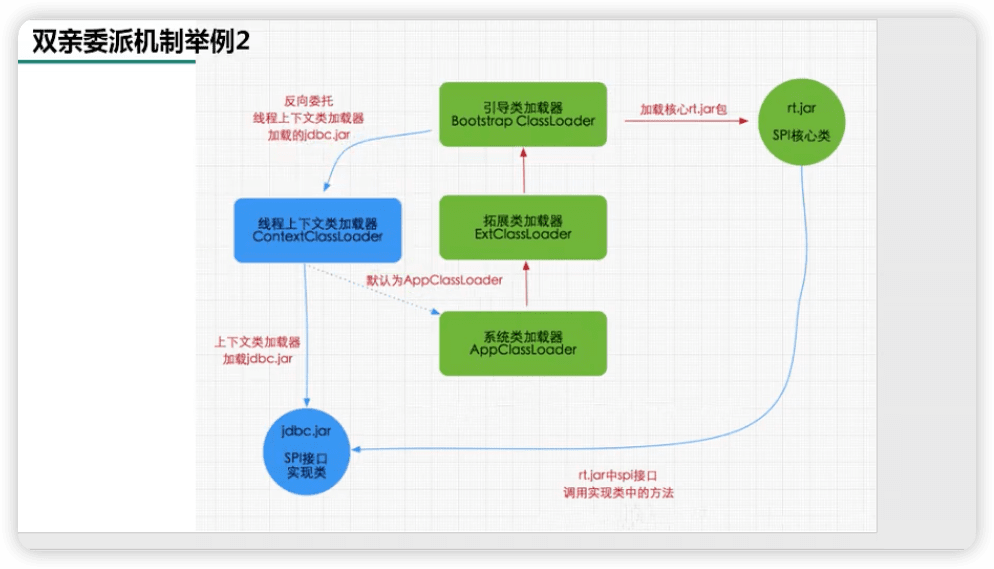 双亲委派机制举例2
反向委托
线程上下文类加载器
加载的jdbc.jar
引导类加载器
Bootstrap ClassLoader
加载核心rt.jar包
rt.jar
SPI核心类
线程上下文类加载器
ContextClassLoader
拓展类加载器
ExtClassLoader
默认为AppClassLoader
系统类加载器
AppClassLoader
上下文类加载器
加载jdbc.jar
jdbc.jar
SPI接口
实现类
rt.jar中spi接口
调用实现类中的方法